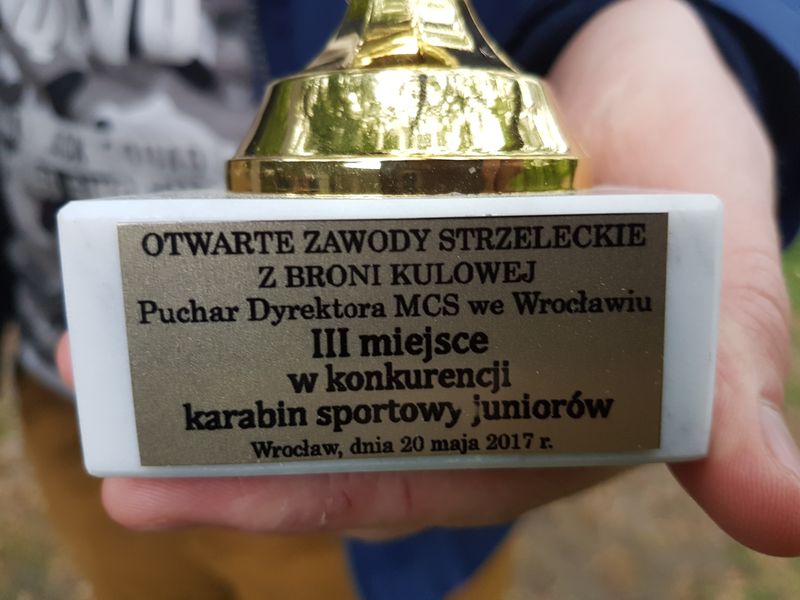 OTWARTE ZAWODY STRZELECKIE
Z BRONI KULOWEJ
Puchar Dyrektora MCS we Wrocławiu
III miejsce
w konkurencji
karabin sportowy juniorów
Wrocław, dnia 20 maja 2017 r.